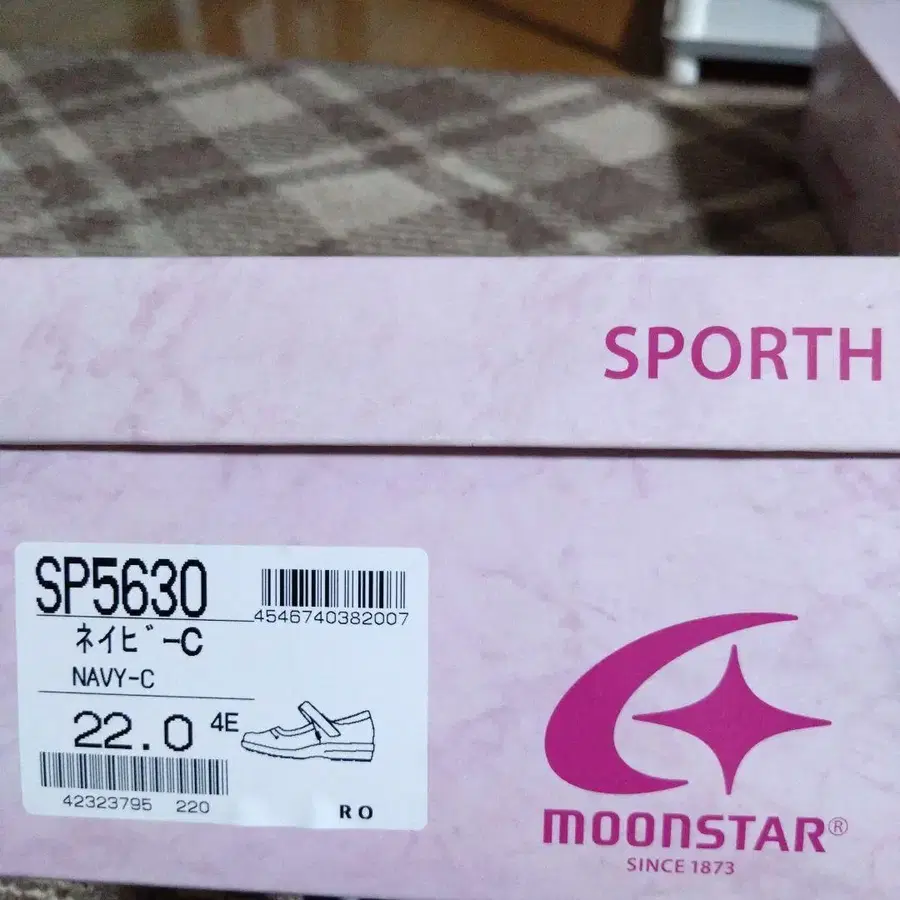 SPORTH
SP5630
4546740382007
ネイビ゛-C
NAVY-C
22.0 4E
42323795 220
RO
MOONSTAR®
SINCE 1873